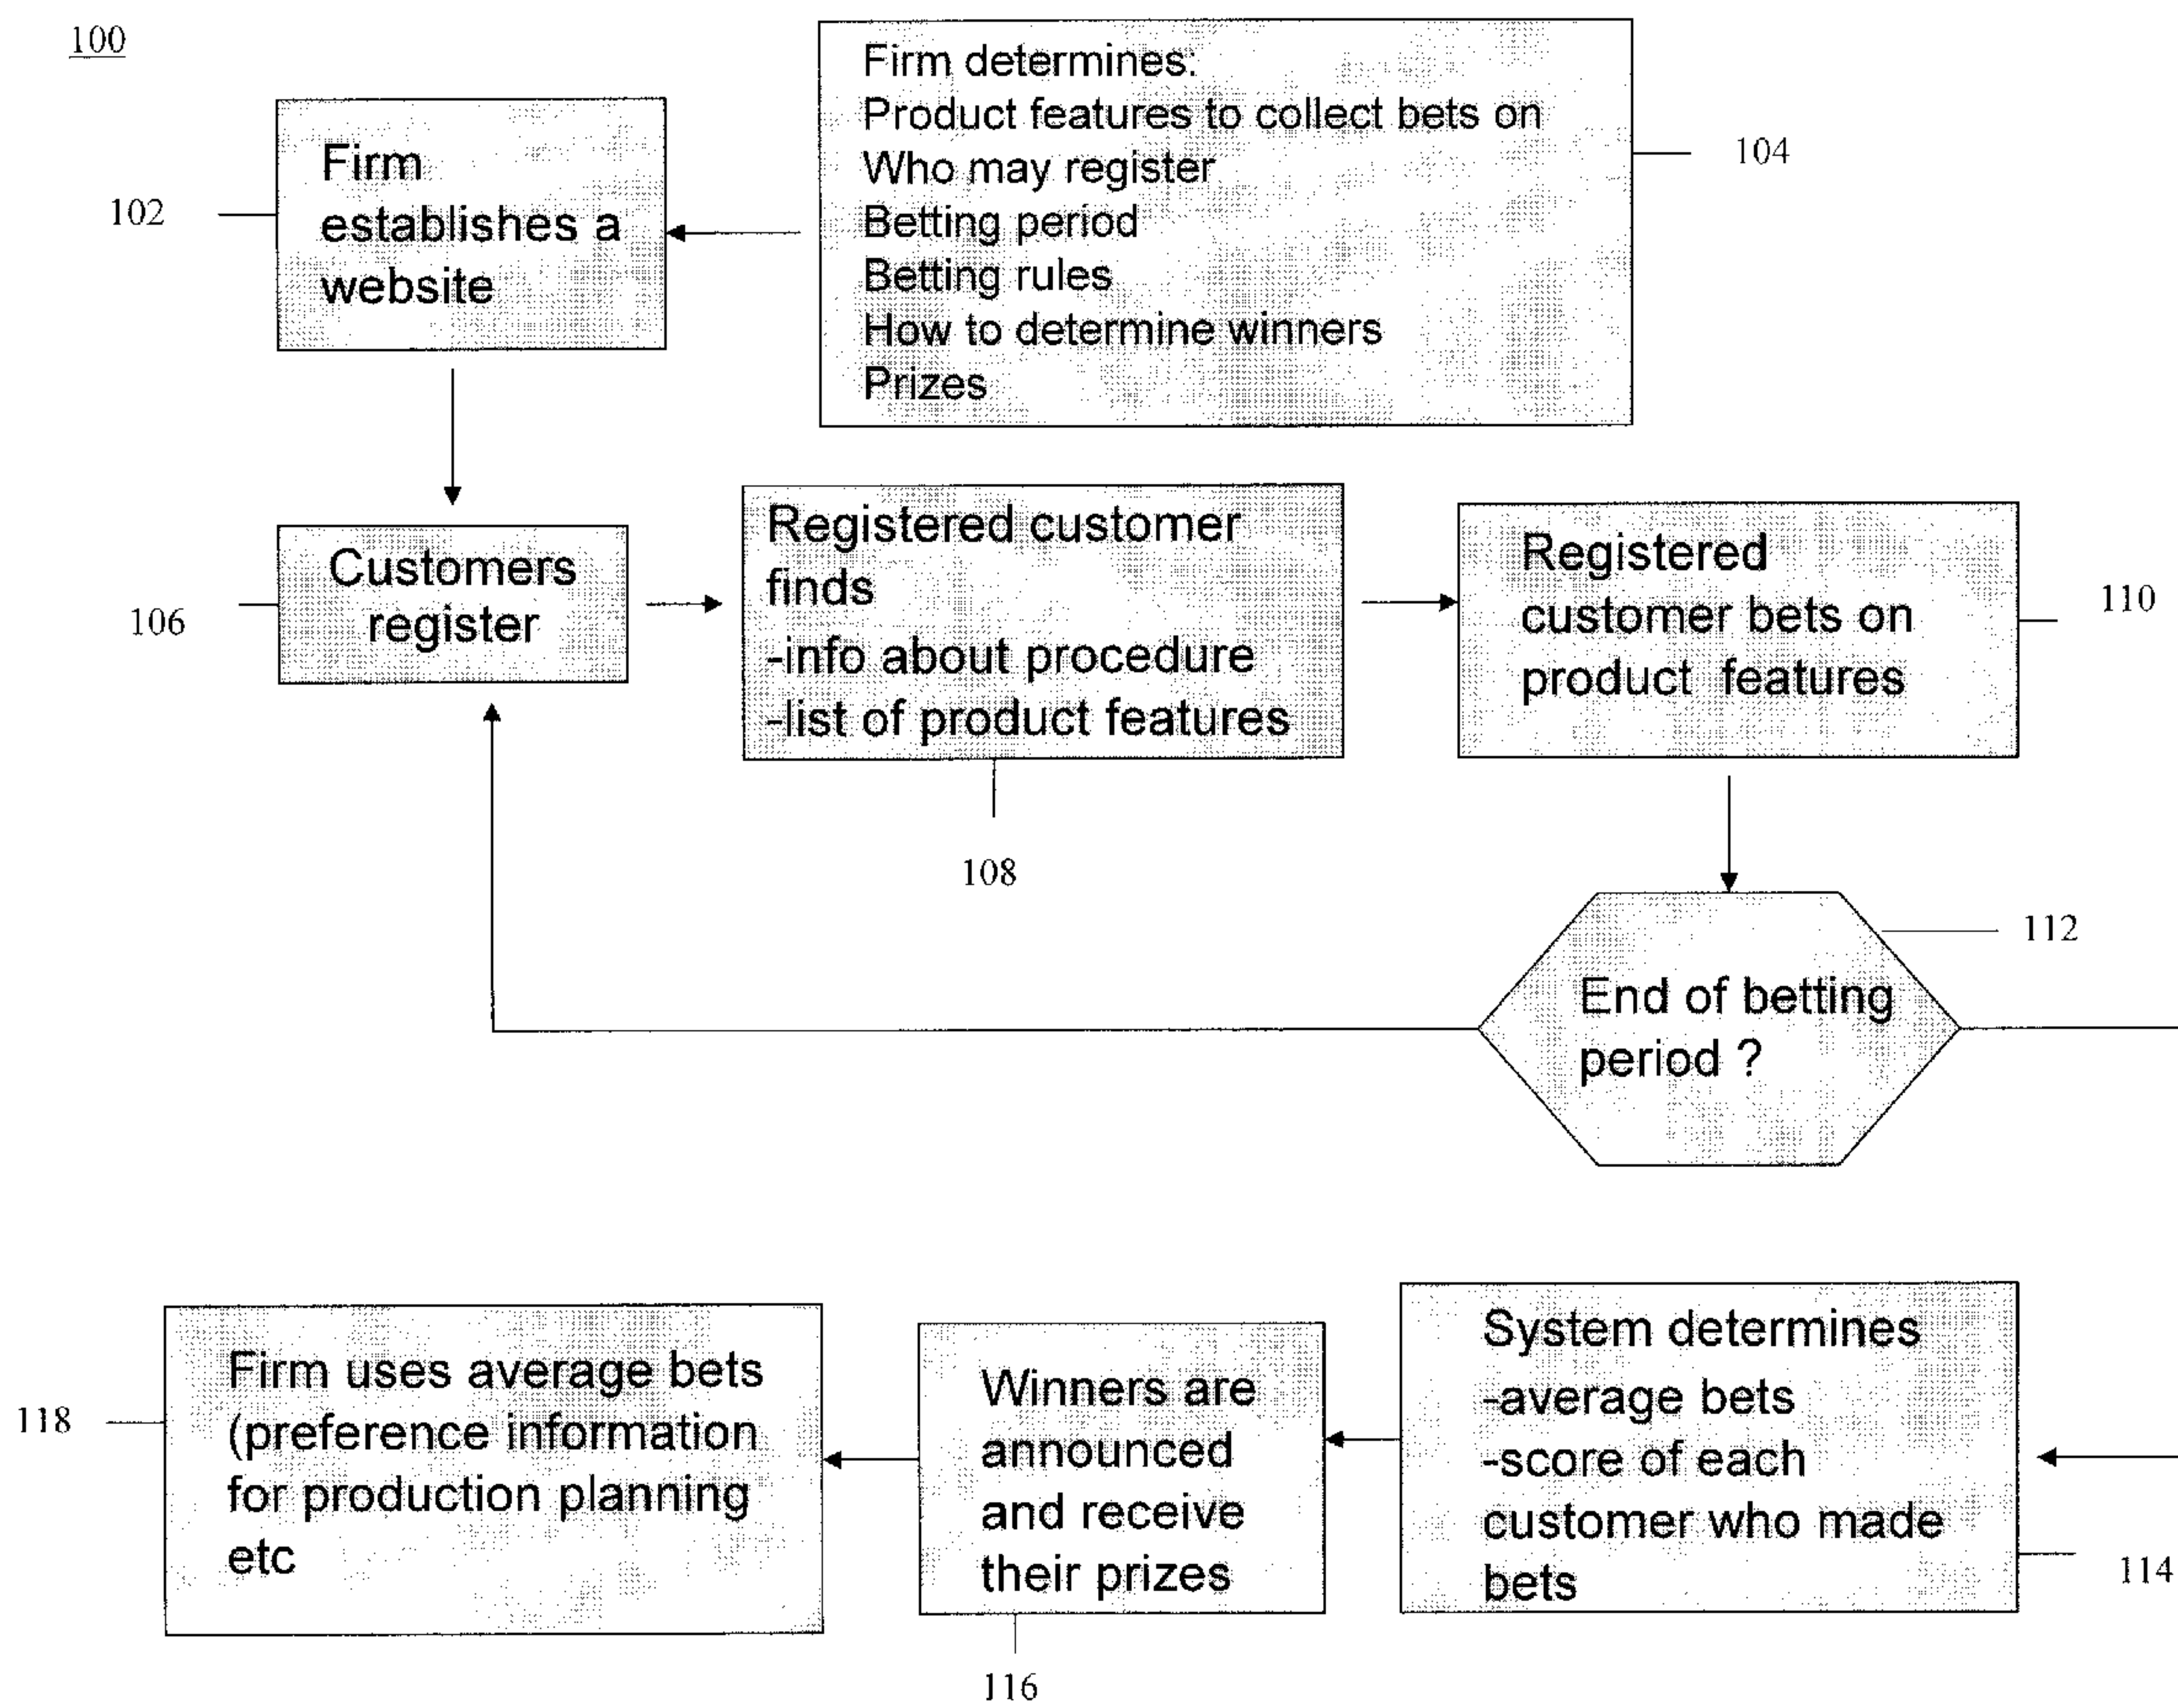 100
Firm
establishes a
website
102
Firm determines:
Product features to collect bets on
Who may register
Betting period
Betting rules
How to determine winners
Prizes
104
Customers
register
106
Registered customer
finds
-info about procedure
-list of product features
108
Registered
customer bets on
product features
110
End of betting
period ?
112
System determines
-average bets
-score of each
customer who made
bets
114
Winners are
announced
and receive
their prizes
116
Firm uses average bets
(preference information
for production planning
etc
118